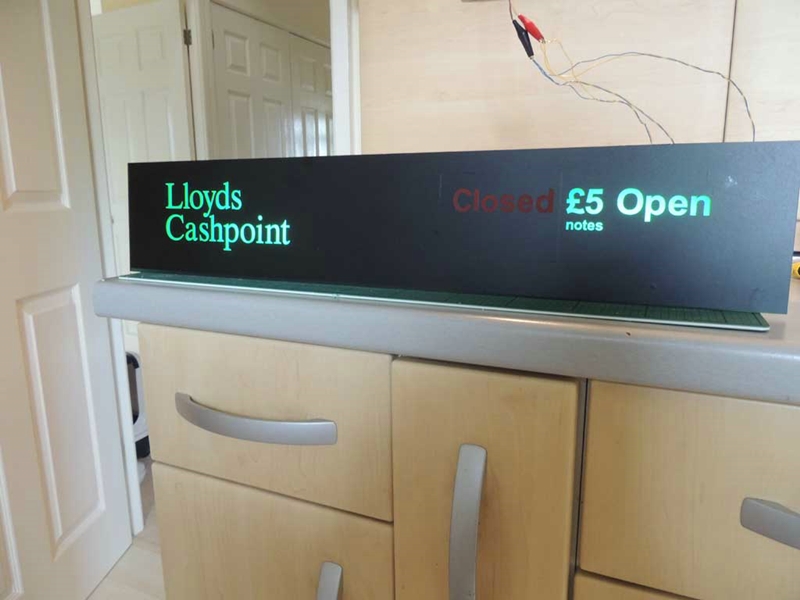 Lloyds
Cashpoint
Closed £5 Open
notes